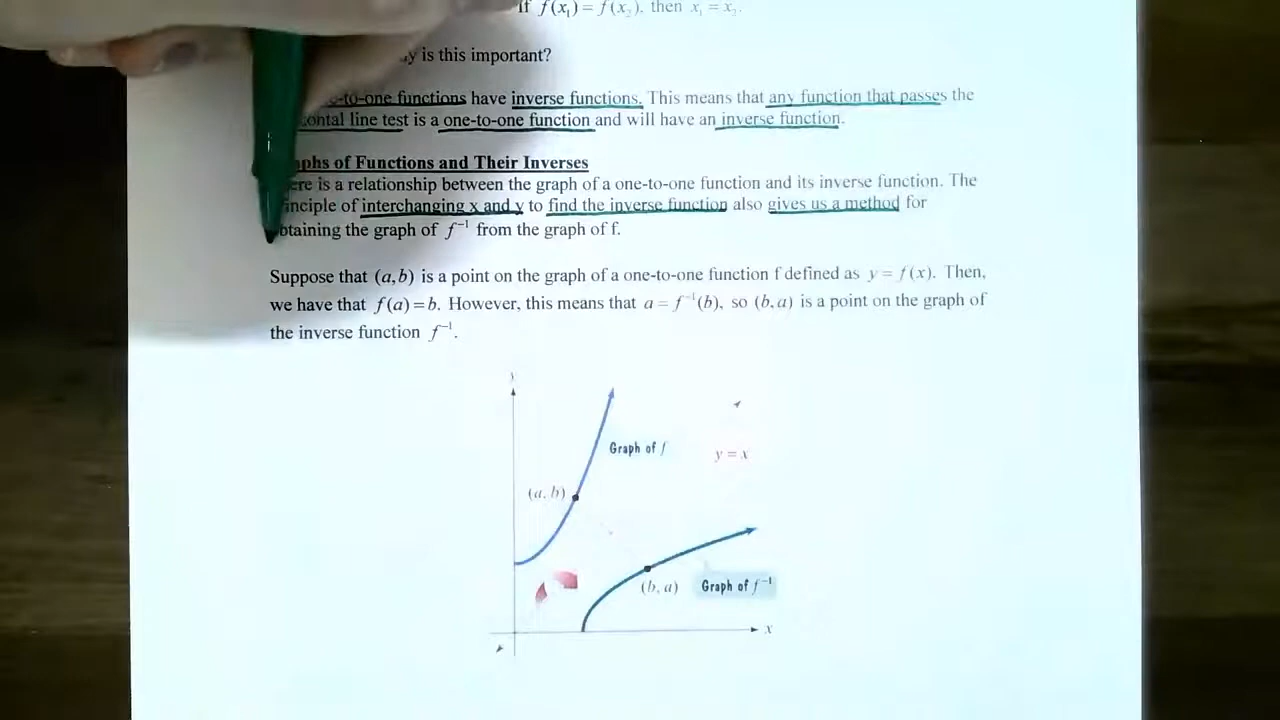 If f(x₁) = f(x₂), then x₁ = x₂.
is this important?
-to-one functions have inverse functions. This means that any function that passes the
line test is a one-to-one function and will have an inverse function.
of Functions and Their Inverses
is a relationship between the graph of a one-to-one function and its inverse function. The
of interchanging x and y to find the inverse function also gives us a method for
the graph of f⁻¹ from the graph of f.
Suppose that (a,b) is a point on the graph of a one-to-one function f defined as y = f(x). Then,
we have that f(a)=b. However, this means that a = f⁻¹(b), so (b,a) is a point on the graph of
the inverse function f⁻¹.
Graph of f
y = x
(a, b)
(b, a) Graph of f⁻¹
x